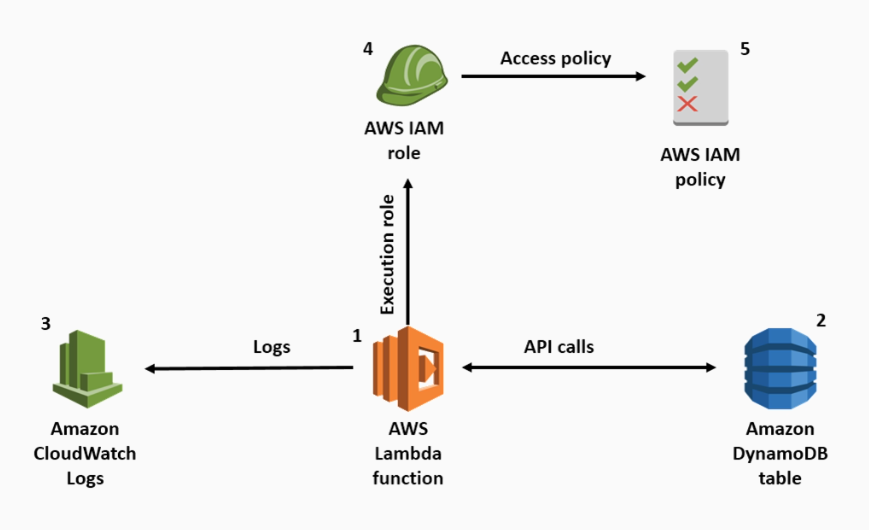 4
Access policy
5
AWS IAM
role
AWS IAM
policy
Execution role
3
Logs
1
API calls
2
Amazon
CloudWatch
Logs
AWS
Lambda
function
Amazon
DynamoDB
table